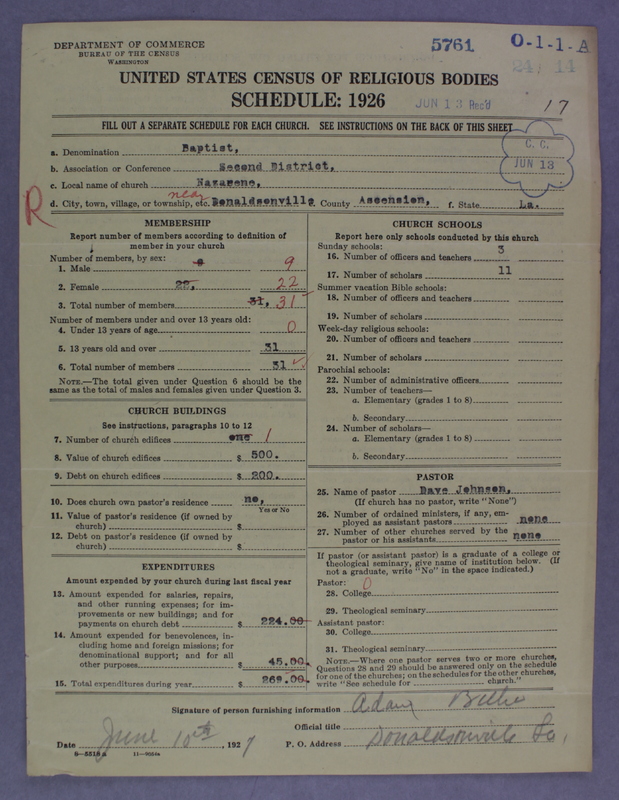 DEPARTMENT OF COMMERCE
BUREAU OF THE CENSUS
WASHINGTON
5761
O-1-1-A
24; 14
UNITED STATES CENSUS OF RELIGIOUS BODIES
SCHEDULE: 1926
JUN 13 Rec'd
17
FILL OUT A SEPARATE SCHEDULE FOR EACH CHURCH. SEE INSTRUCTIONS ON THE BACK OF THIS SHEET
C. C.
JUN 13
a. Denomination Baptist,
b. Association or Conference Second District,
c. Local name of church Nazarene,
near
d. City, town, village, or township, etc. Donaldsonville County Ascension, f. State La.
R
MEMBERSHIP
Report number of members according to definition of
member in your church
Number of members, by sex:
1. Male 9
2. Female 22, 22
3. Total number of members 31, 31
Number of members under and over 13 years old:
4. Under 13 years of age 0
5. 13 years old and over 31
6. Total number of members 31
NOTE.—The total given under Question 6 should be
same as the total of males and females given under Question 3.
CHURCH BUILDINGS
See instructions, paragraphs 10 to 12
7. Number of church edifices one 1
8. Value of church edifices $ 500.
9. Debt on church edifices $ 200.
10. Does church own pastor's residence no,
Yes or No
11. Value of pastor's residence (if owned by
church) $
12. Debt on pastor's residence (if owned by
church) $
EXPENDITURES
Amount expended by your church during last fiscal year
13. Amount expended for salaries, repairs,
and other running expenses; for im-
provements or new buildings; and for
payments on church debt $ 224.00
14. Amount expended for benevolences, in-
cluding home and foreign missions; for
denominational support; and for all
other purposes $ 45.00.
15. Total expenditures during year $ 269.00.
CHURCH SCHOOLS
Report here only schools conducted by this church
Sunday schools:
16. Number of officers and teachers 3
17. Number of scholars 11
Summer vacation Bible schools:
18. Number of officers and teachers
19. Number of scholars
Week-day religious schools:
20. Number of officers and teachers
21. Number of scholars
Parochial schools:
22. Number of administrative officers
23. Number of teachers—
a. Elementary (grades 1 to 8)
b. Secondary
24. Number of scholars—
a. Elementary (grades 1 to 8)
b. Secondary
PASTOR
25. Name of pastor Dave Johnson,
(If church has no pastor, write "None")
26. Number of ordained ministers, if any, em-
ployed as assistant pastors none
27. Number of other churches served by the
pastor or his assistants none
If pastor (or assistant pastor) is a graduate of a college or
theological seminary, give name of institution below. (If
not a graduate, write "No" in the space indicated.)
Pastor: 0
28. College
29. Theological seminary
Assistant pastor:
30. College
31. Theological seminary
NOTE.—Where one pastor serves two or more churches,
Questions 28 and 29 should be answered only on the schedule
for one of the churches; on the schedules for the other churches,
write "See schedule for church."
Signature of person furnishing information Adam
Official title
Date June 10th, 1927 P. O. Address Donaldsonville La.
8—5518a 11—9051a